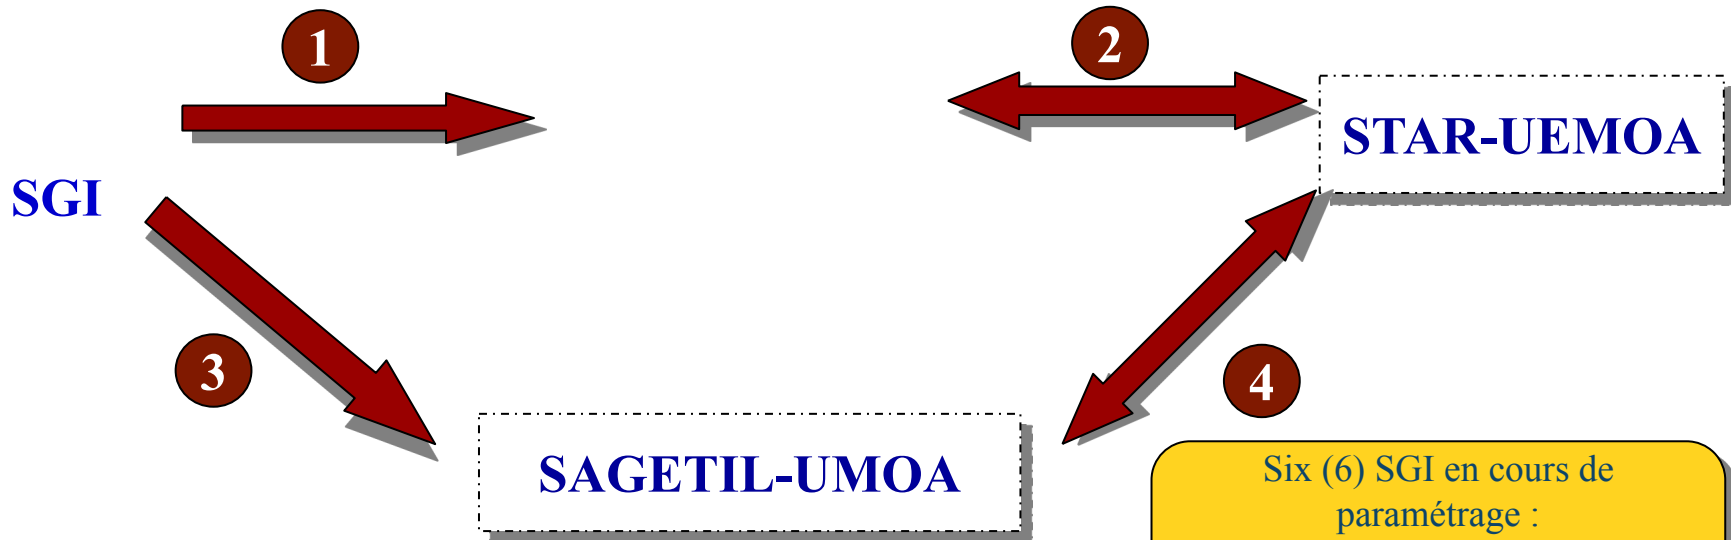 1
2
STAR-UEMOA
SGI
3
4
SAGETIL-UMOA
Six (6) SGI en cours de
paramétrage :